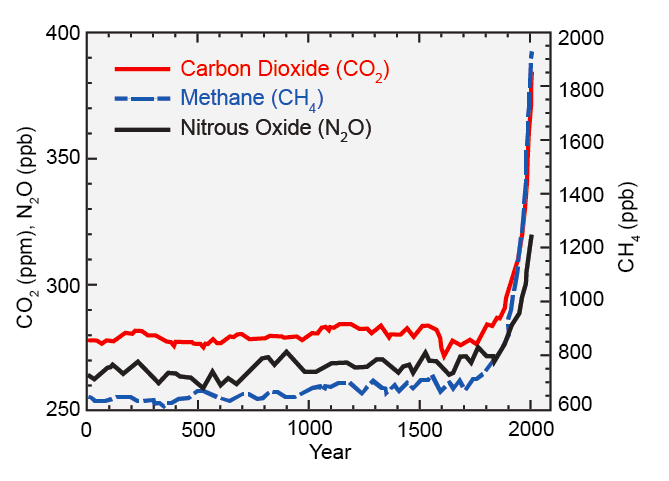 400
350
300
250
CO2 (ppm), N2O (ppb)
Carbon Dioxide (CO2)
Methane (CH4)
Nitrous Oxide (N2O)
2000
1800
1600
1400
1200
1000
800
600
CH4 (ppb)
0
500
1000
1500
2000
Year